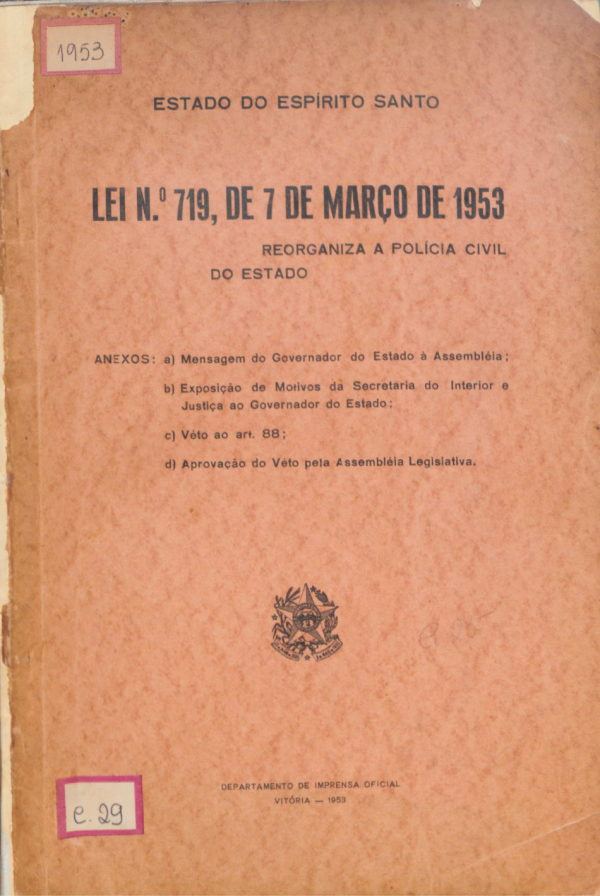 1953
ESTADO DO ESPÍRITO SANTO
LEI N.º 719, DE 7 DE MARÇO DE 1953
REORGANIZA A POLÍCIA CIVIL
DO ESTADO
ANEXOS: a) Mensagem do Governador do Estado à Assembléia;
b) Exposição de Motivos da Secretaria do Interior e
Justiça ao Governador do Estado;
c) Véto ao art. 88;
d) Aprovação do Véto pela Assembléia Legislativa.
DEPARTAMENTO DE IMPRENSA OFICIAL
VITÓRIA — 1953
e.29